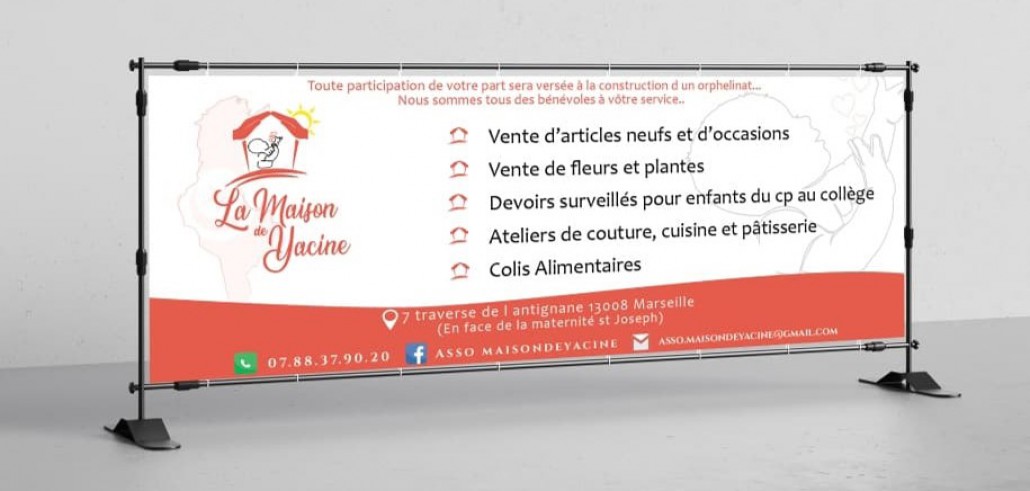 Toute participation de votre part sera versée à la construction d un orphelinat...
Nous sommes tous des bénévoles à vôtre service..
La Maison
de
Yacine
Vente d'articles neufs et d'occasions
Vente de fleurs et plantes
Devoirs surveillés pour enfants du cp au collège
Ateliers de couture, cuisine et pâtisserie
Colis Alimentaires
7 traverse de l antignane 13008 Marseille
(En face de la maternité st Joseph)
07.88.37.90.20 Asso maisondeyacine asso.maisondeyacine@gmail.com